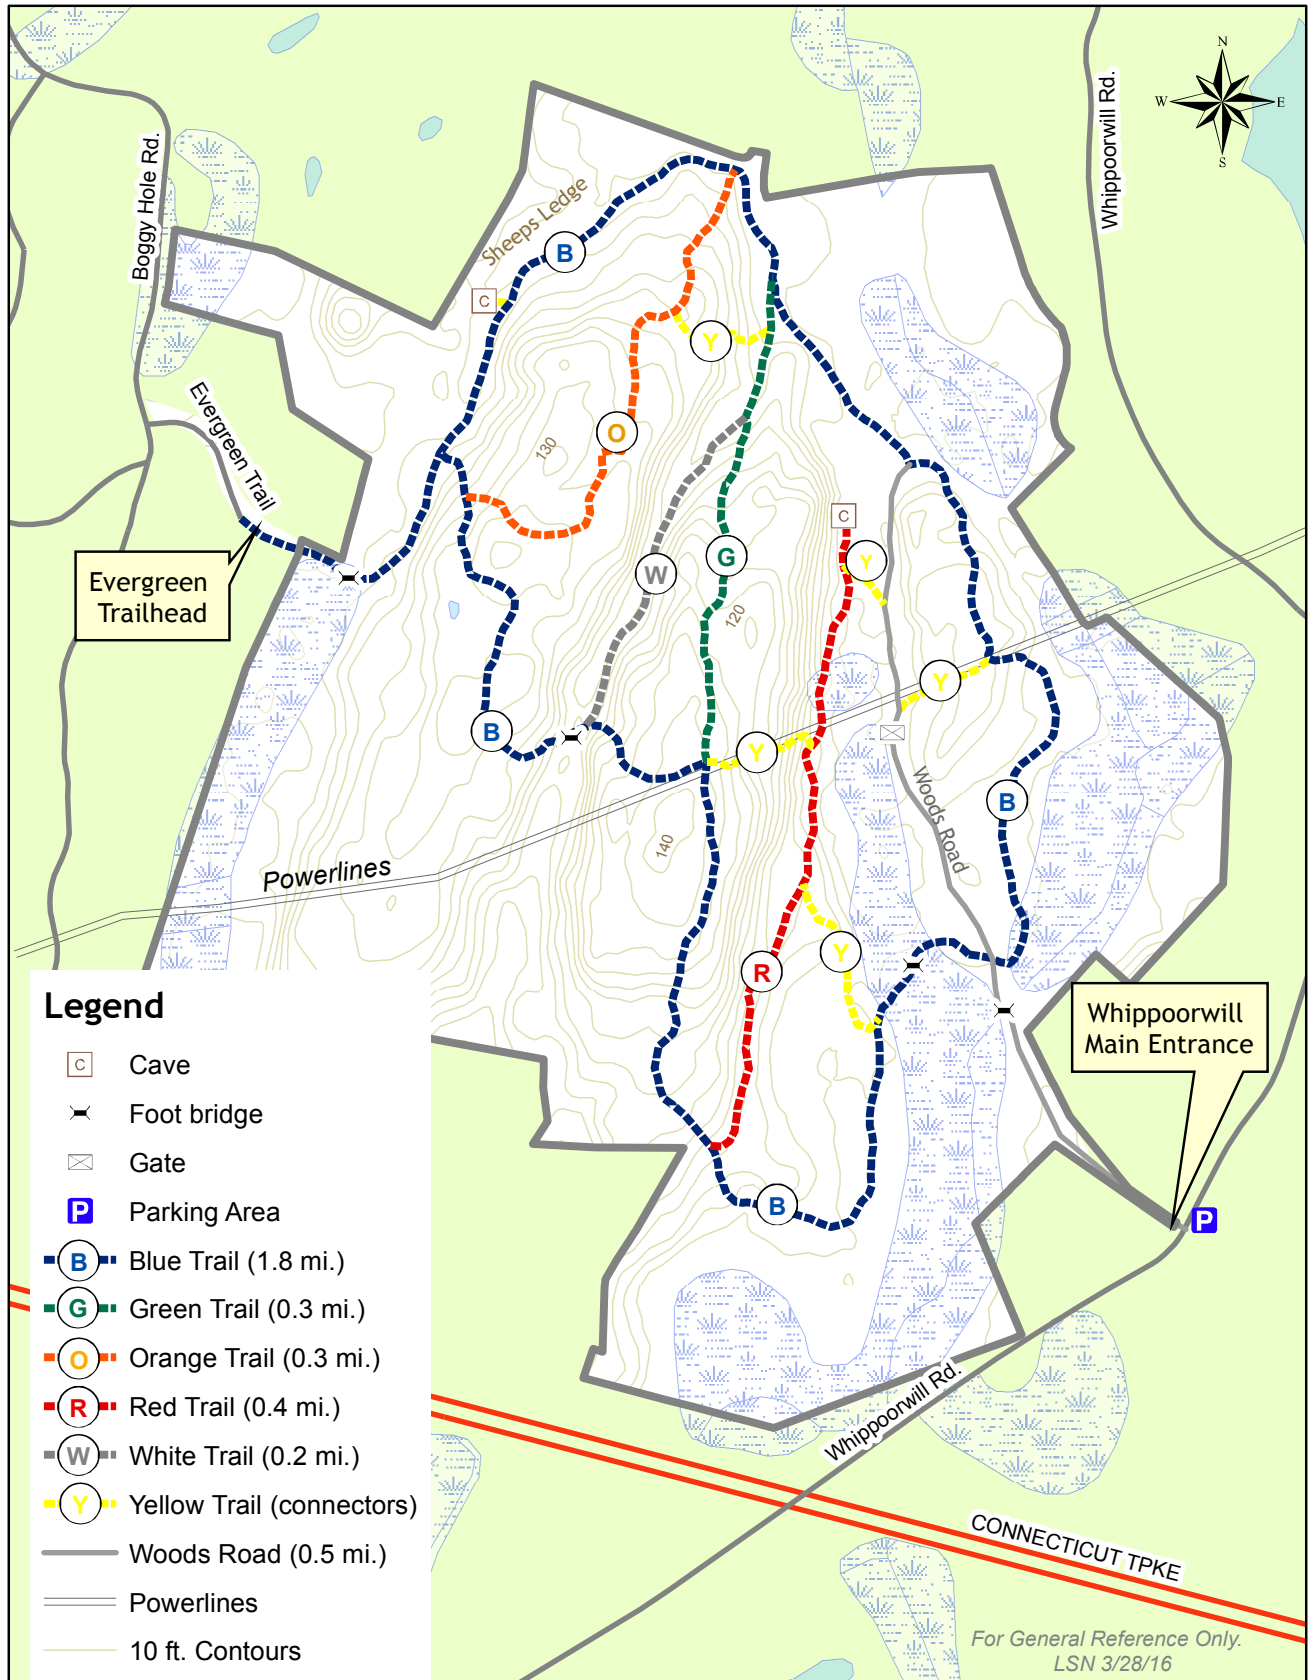 N
W
E
S
Whippoorwill Rd.
Boggy Hole Rd.
Sheeps Ledge
B
C
Y
Evergreen Trail
O
130
C
Evergreen
Trailhead
W
G
Y
120
Y
B
Y
B
Woods Road
140
Powerlines
Y
R
Whippoorwill
Main Entrance
B
P
Legend
C Cave
Foot bridge
Gate
P Parking Area
B Blue Trail (1.8 mi.)
G Green Trail (0.3 mi.)
O Orange Trail (0.3 mi.)
R Red Trail (0.4 mi.)
W White Trail (0.2 mi.)
Y Yellow Trail (connectors)
Woods Road (0.5 mi.)
Powerlines
10 ft. Contours
Whippoorwill Rd.
CONNECTICUT TPKE
For General Reference Only.
LSN 3/28/16